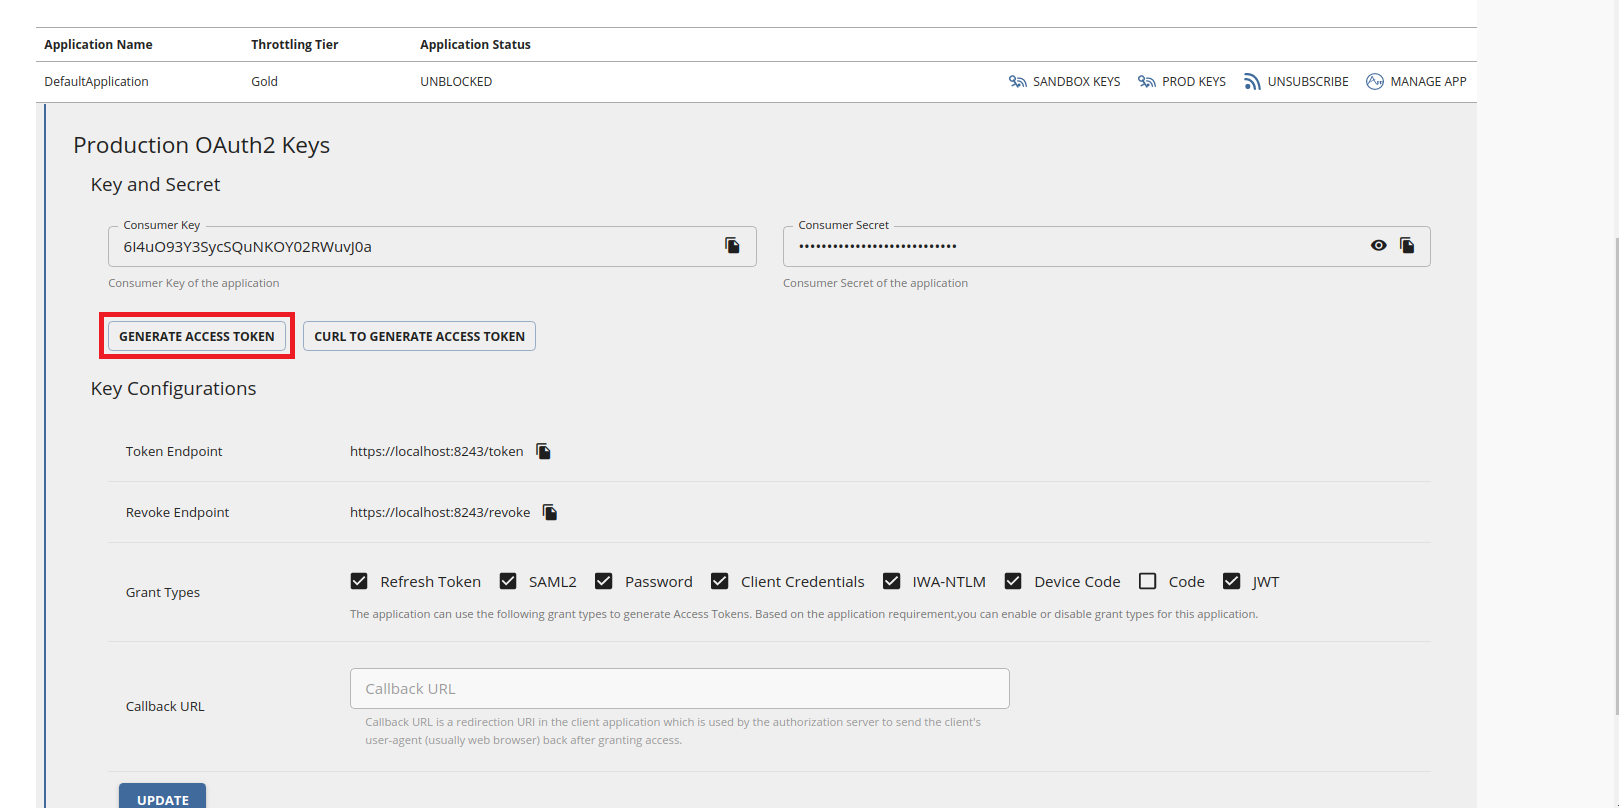 Application Name Throttling Tier Application Status
DefaultApplication Gold UNBLOCKED SANDBOX KEYS PROD KEYS UNSUBSCRIBE MANAGE APP
Production OAuth2 Keys
Key and Secret
Consumer Key Consumer Secret
6I4uO93Y3SycSQuNKOY02RWuvJ0a ••••••••••••••••••••••••••••
Consumer Key of the application Consumer Secret of the application
GENERATE ACCESS TOKEN CURL TO GENERATE ACCESS TOKEN
Key Configurations
Token Endpoint https://localhost:8243/token
Revoke Endpoint https://localhost:8243/revoke
Refresh Token SAML2 Password Client Credentials IWA-NTLM Device Code Code JWT
Grant Types
The application can use the following grant types to generate Access Tokens. Based on the application requirement,you can enable or disable grant types for this application.
Callback URL
Callback URL
Callback URL is a redirection URI in the client application which is used by the authorization server to send the client's
user-agent (usually web browser) back after granting access.
UPDATE